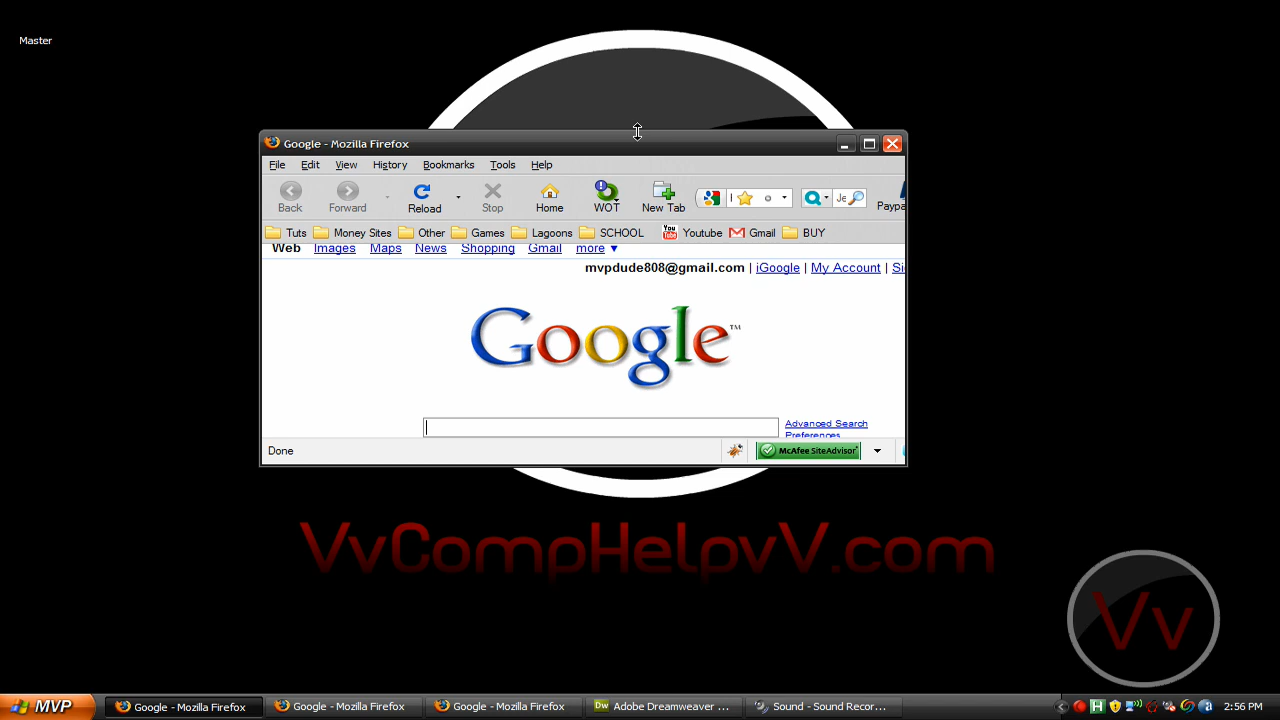 Master
Google - Mozilla Firefox
File Edit View History Bookmarks Tools Help
Back Forward Reload Stop Home WOT New Tab
Tuts Money Sites Other Games Lagoons SCHOOL Youtube Gmail BUY
Web Images Maps News Shopping Gmail more ▼
mvpdude808@gmail.com | iGoogle | My Account |
Google™
Advanced Search
Preferences
Done McAfee SiteAdvisor
VvCompHelpvV.com
Vv
MVP Google - Mozilla Firefox Google - Mozilla Firefox Google - Mozilla Firefox Dw Adobe Dreamweaver ... Sound - Sound Recor... 2:56 PM